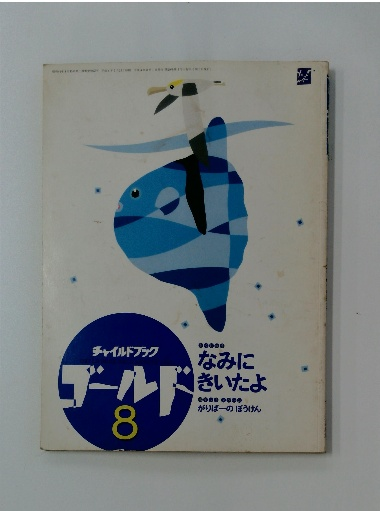 チャイルドブック
ゴールド
8
なみに
きいたよ
がりばーの ぼうけん